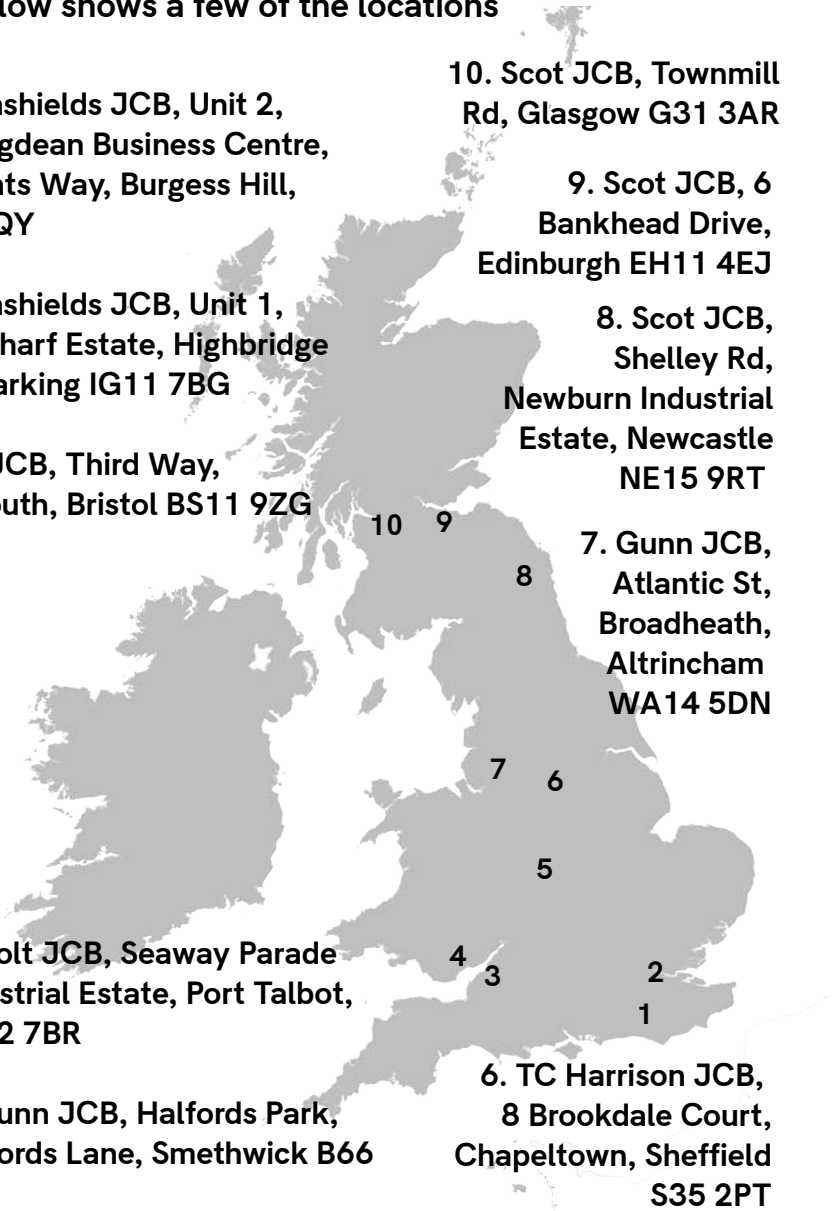 low shows a few of the locations
shields JCB, Unit 2,
gdean Business Centre,
ts Way, Burgess Hill,
QY
shields JCB, Unit 1,
harf Estate, Highbridge
arking IG11 7BG
JCB, Third Way,
outh, Bristol BS11 9ZG
10. Scot JCB, Townmill
Rd, Glasgow G31 3AR
9. Scot JCB, 6
Bankhead Drive,
Edinburgh EH11 4EJ
8. Scot JCB,
Shelley Rd,
Newburn Industrial
Estate, Newcastle
NE15 9RT
7. Gunn JCB,
Atlantic St,
Broadheath,
Altrincham
WA14 5DN
10
9
8
7
6
5
4
3
2
1
olt JCB, Seaway Parade
strial Estate, Port Talbot,
2 7BR
unn JCB, Halfords Park,
ords Lane, Smethwick B66
6. TC Harrison JCB,
8 Brookdale Court,
Chapeltown, Sheffield
S35 2PT